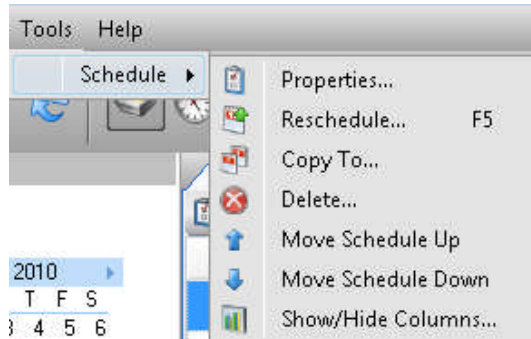 Tools Help
Schedule
Properties...
Reschedule... F5
Copy To...
Delete...
Move Schedule Up
Move Schedule Down
Show/Hide Columns...
2010
T F S
4 5 6